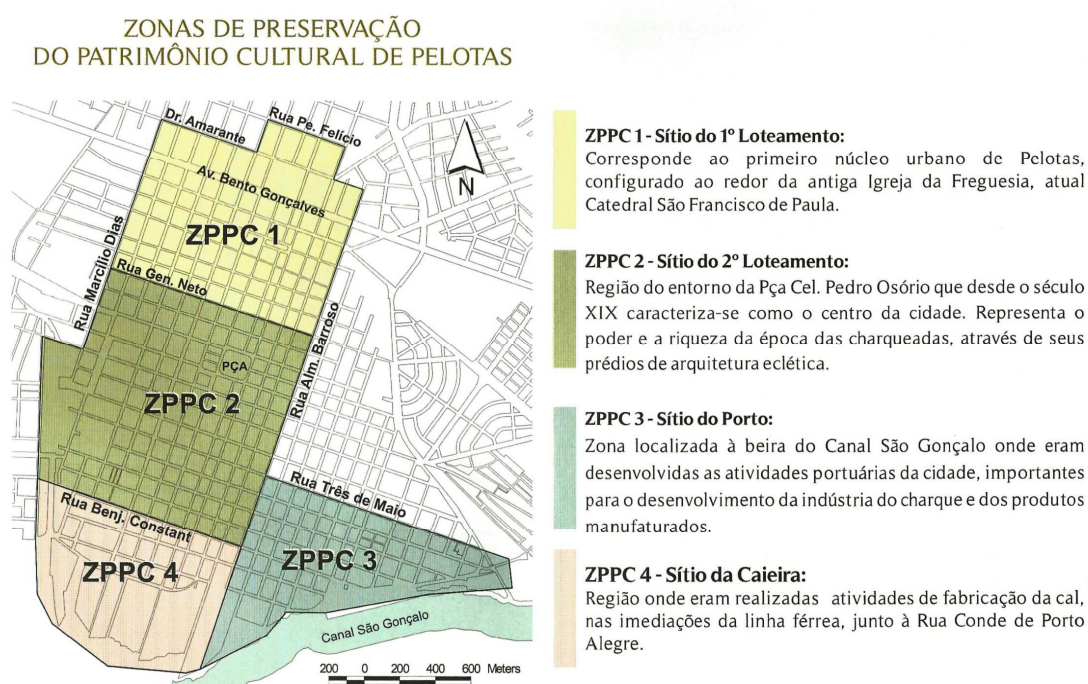 ZONAS DE PRESERVAÇÃO
DO PATRIMÔNIO CULTURAL DE PELOTAS
Dr. Amarante
Rua Pe. Felício
Av. Bento Gonçalves
N
ZPPC 1
Rua Marcílio Dias
Rua Gen. Neto
Rua Alm. Barroso
PÇA
ZPPC 2
Rua Três de Maio
Rua Benj. Constant
ZPPC 3
ZPPC 4
Canal São Gonçalo
200 0 200 400 600 Meters
ZPPC 1 - Sítio do 1º Loteamento:
Corresponde ao primeiro núcleo urbano de Pelotas,
configurado ao redor da antiga Igreja da Freguesia, atual
Catedral São Francisco de Paula.
ZPPC 2 - Sítio do 2º Loteamento:
Região do entorno da Pça Cel. Pedro Osório que desde o século
XIX caracteriza-se como o centro da cidade. Representa o
poder e a riqueza da época das charqueadas, através de seus
prédios de arquitetura eclética.
ZPPC 3 - Sítio do Porto:
Zona localizada à beira do Canal São Gonçalo onde eram
desenvolvidas as atividades portuárias da cidade, importantes
para o desenvolvimento da indústria do charque e dos produtos
manufaturados.
ZPPC 4 - Sítio da Caieira:
Região onde eram realizadas atividades de fabricação da cal,
nas imediações da linha férrea, junto à Rua Conde de Porto
Alegre.